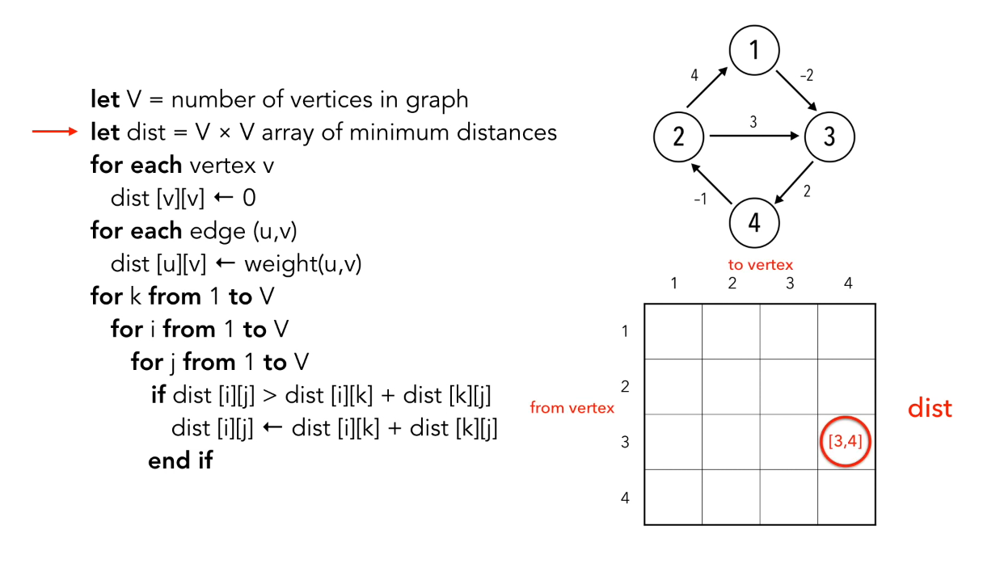 let V = number of vertices in graph
let dist = V × V array of minimum distances
for each vertex v
dist [v][v] ← 0
for each edge (u,v)
dist [u][v] ← weight(u,v)
for k from 1 to V
for i from 1 to V
for j from 1 to V
if dist [i][j] > dist [i][k] + dist [k][j]
dist [i][j] ← dist [i][k] + dist [k][j]
end if
1
4
-2
2
3
3
-1
2
4
to vertex
1 2 3 4
1
2
from vertex
dist
3
[3,4]
4